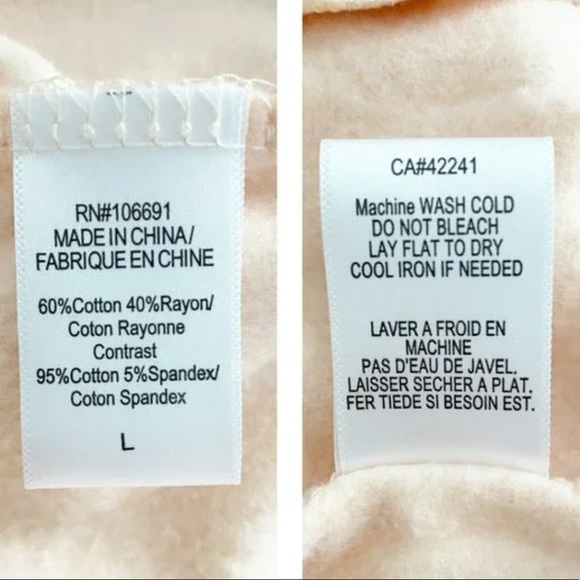 RN#106691
MADE IN CHINA/
FABRIQUE EN CHINE
60%Cotton 40%Rayon/
Coton Rayonne
Contrast
95%Cotton 5%Spandex/
Coton Spandex
L
CA#42241
Machine WASH COLD
DO NOT BLEACH
LAY FLAT TO DRY
COOL IRON IF NEEDED
LAVER A FROID EN
MACHINE
PAS D'EAU DE JAVEL.
LAISSER SECHER A PLAT.
FER TIEDE SI BESOIN EST.